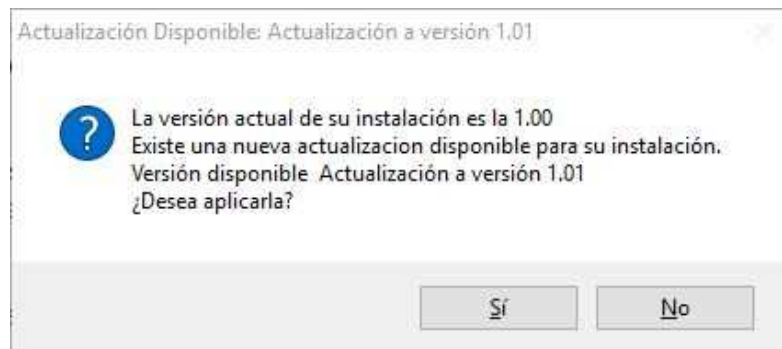 Actualización Disponible: Actualización a versión 1.01
La versión actual de su instalación es la 1.00
Existe una nueva actualizacion disponible para su instalación.
Versión disponible  Actualización a versión 1.01
¿Desea aplicarla?
Sí
No